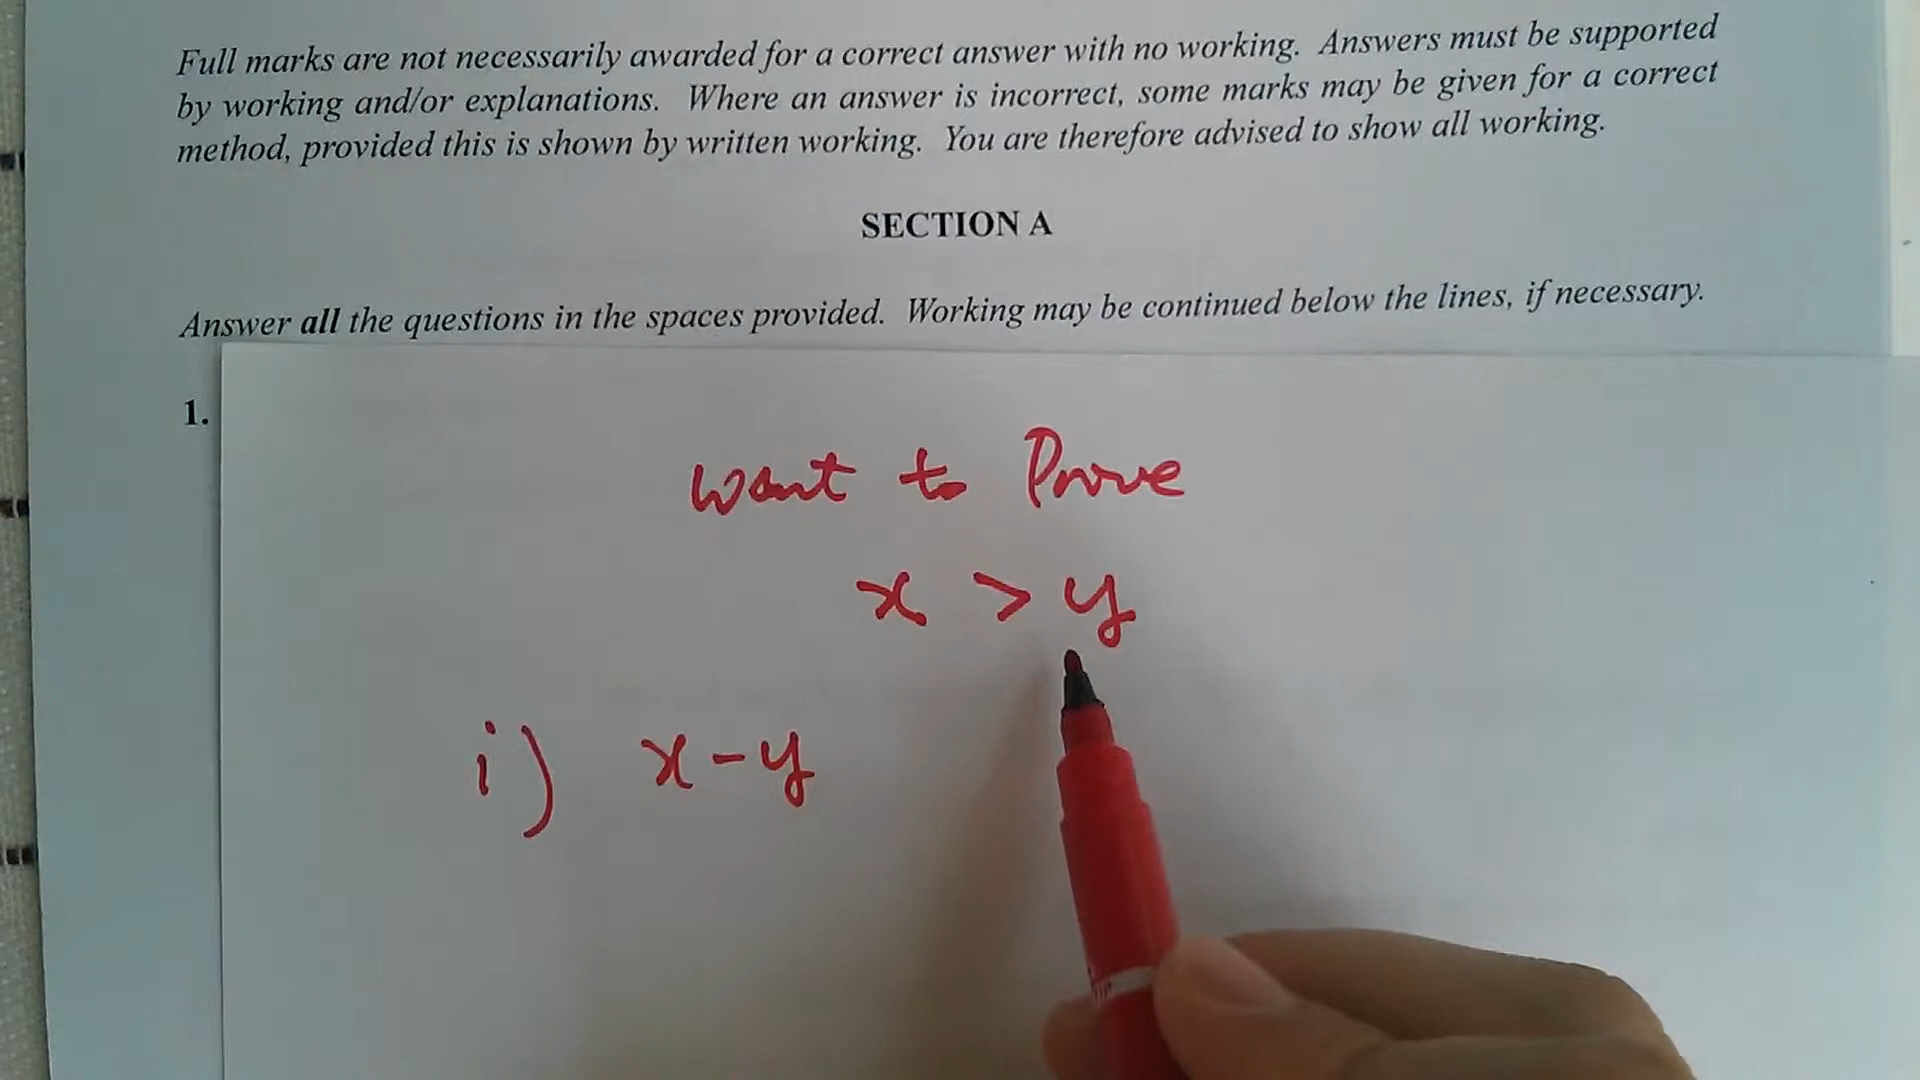 Full marks are not necessarily awarded for a correct answer with no working. Answers must be supported
by working and/or explanations. Where an answer is incorrect, some marks may be given for a correct
method, provided this is shown by written working. You are therefore advised to show all working.
SECTION A
Answer all the questions in the spaces provided. Working may be continued below the lines, if necessary.
1.
want to Prove
x > y
i) x - y